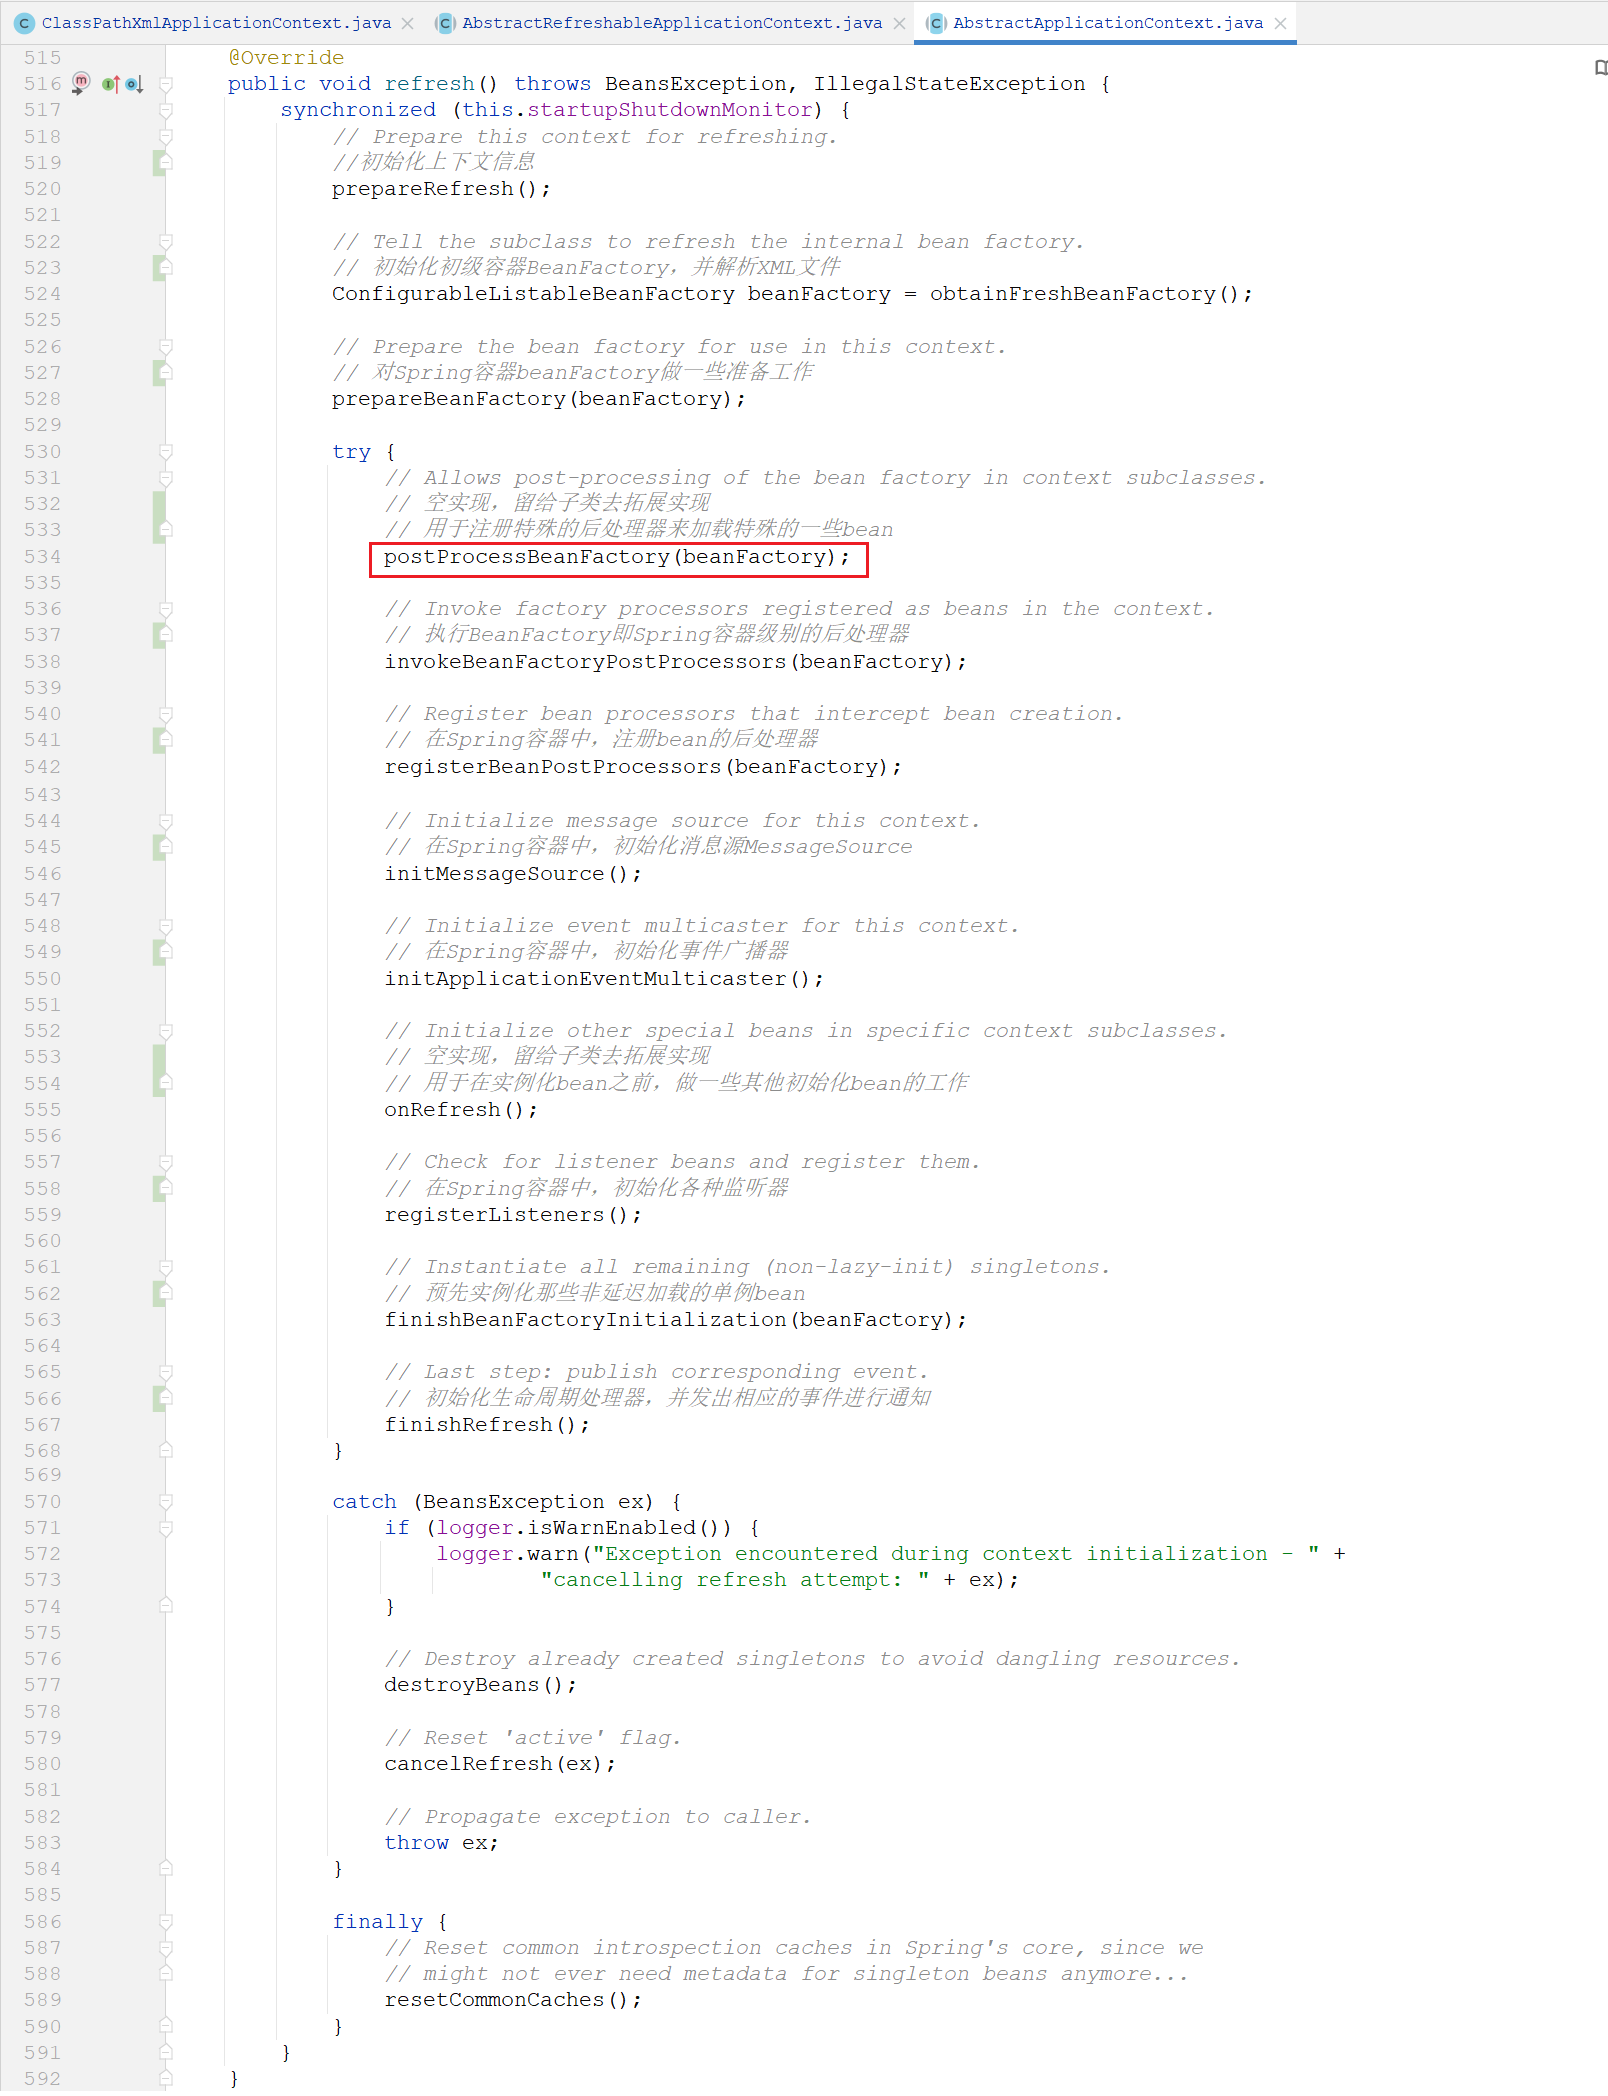 ClassPathXmlApplicationContext.java AbstractRefreshableApplicationContext.java AbstractApplicationContext.java
515 @Override
516 public void refresh() throws BeansException, IllegalStateException {
517 synchronized (this.startupShutdownMonitor) {
518 // Prepare this context for refreshing.
519 //初始化上下文信息
520 prepareRefresh();
521
522 // Tell the subclass to refresh the internal bean factory.
523 // 初始化初级容器BeanFactory，并解析XML文件
524 ConfigurableListableBeanFactory beanFactory = obtainFreshBeanFactory();
525
526 // Prepare the bean factory for use in this context.
527 // 对Spring容器beanFactory做一些准备工作
528 prepareBeanFactory(beanFactory);
529
530 try {
531 // Allows post-processing of the bean factory in context subclasses.
532 // 空实现，留给子类去拓展实现
533 // 用于注册特殊的后处理器来加载特殊的一些bean
534 postProcessBeanFactory(beanFactory);
535
536 // Invoke factory processors registered as beans in the context.
537 // 执行BeanFactory即Spring容器级别的后处理器
538 invokeBeanFactoryPostProcessors(beanFactory);
539
540 // Register bean processors that intercept bean creation.
541 // 在Spring容器中，注册bean的后处理器
542 registerBeanPostProcessors(beanFactory);
543
544 // Initialize message source for this context.
545 // 在Spring容器中，初始化消息源MessageSource
546 initMessageSource();
547
548 // Initialize event multicaster for this context.
549 // 在Spring容器中，初始化事件广播器
550 initApplicationEventMulticaster();
551
552 // Initialize other special beans in specific context subclasses.
553 // 空实现，留给子类去拓展实现
554 // 用于在实例化bean之前，做一些其他初始化bean的工作
555 onRefresh();
556
557 // Check for listener beans and register them.
558 // 在Spring容器中，初始化各种监听器
559 registerListeners();
560
561 // Instantiate all remaining (non-lazy-init) singletons.
562 // 预先实例化那些非延迟加载的单例bean
563 finishBeanFactoryInitialization(beanFactory);
564
565 // Last step: publish corresponding event.
566 // 初始化生命周期处理器，并发出相应的事件进行通知
567 finishRefresh();
568 }
569
570 catch (BeansException ex) {
571 if (logger.isWarnEnabled()) {
572 logger.warn("Exception encountered during context initialization - " +
573 "cancelling refresh attempt: " + ex);
574 }
575
576 // Destroy already created singletons to avoid dangling resources.
577 destroyBeans();
578
579 // Reset 'active' flag.
580 cancelRefresh(ex);
581
582 // Propagate exception to caller.
583 throw ex;
584 }
585
586 finally {
587 // Reset common introspection caches in Spring's core, since we
588 // might not ever need metadata for singleton beans anymore...
589 resetCommonCaches();
590 }
591 }
592 }